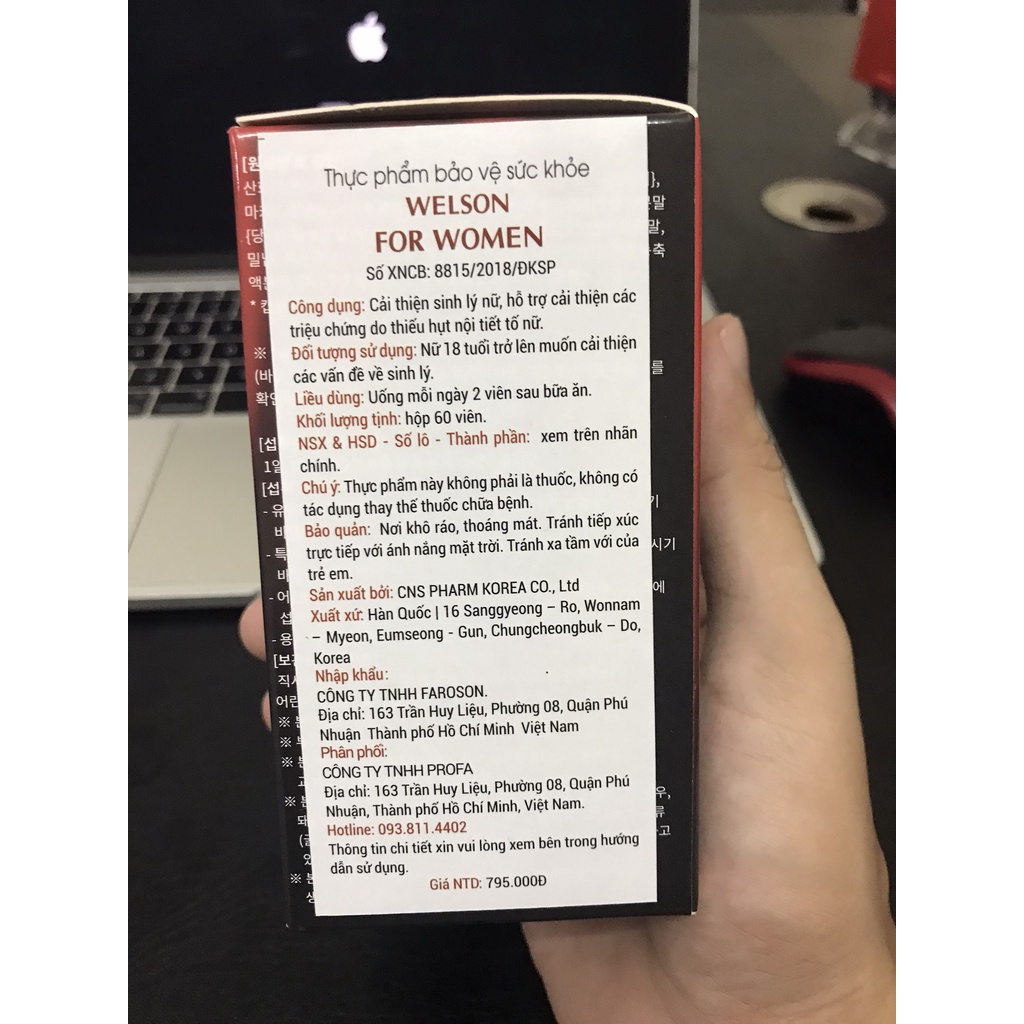 Thực phẩm bảo vệ sức khỏe
WELSON
FOR WOMEN
Số XNCB: 8815/2018/ĐKSP
Công dụng: Cải thiện sinh lý nữ, hỗ trợ cải thiện các
triệu chứng do thiếu hụt nội tiết tố nữ.
Đối tượng sử dụng: Nữ 18 tuổi trở lên muốn cải thiện
các vấn đề về sinh lý.
Liều dùng: Uống mỗi ngày 2 viên sau bữa ăn.
Khối lượng tịnh: hộp 60 viên.
NSX & HSD - Số lô - Thành phần: xem trên nhãn
chính.
Chú ý: Thực phẩm này không phải là thuốc, không có
tác dụng thay thế thuốc chữa bệnh.
Bảo quản: Nơi khô ráo, thoáng mát. Tránh tiếp xúc
trực tiếp với ánh nắng mặt trời. Tránh xa tầm với của
trẻ em.
Sản xuất bởi: CNS PHARM KOREA CO., Ltd
Xuất xứ: Hàn Quốc | 16 Sanggyeong – Ro, Wonnam
– Myeon, Eumseong - Gun, Chungcheongbuk – Do,
Korea
Nhập khẩu:
CÔNG TY TNHH FAROSON.
Địa chỉ: 163 Trần Huy Liệu, Phường 08, Quận Phú
Nhuận Thành phố Hồ Chí Minh Việt Nam
Phân phối:
CÔNG TY TNHH PROFA
Địa chỉ: 163 Trần Huy Liệu, Phường 08, Quận Phú
Nhuận, Thành phố Hồ Chí Minh, Việt Nam.
Hotline: 093.811.4402
Thông tin chi tiết xin vui lòng xem bên trong hướng
dẫn sử dụng.
Giá NTD: 795.000Đ